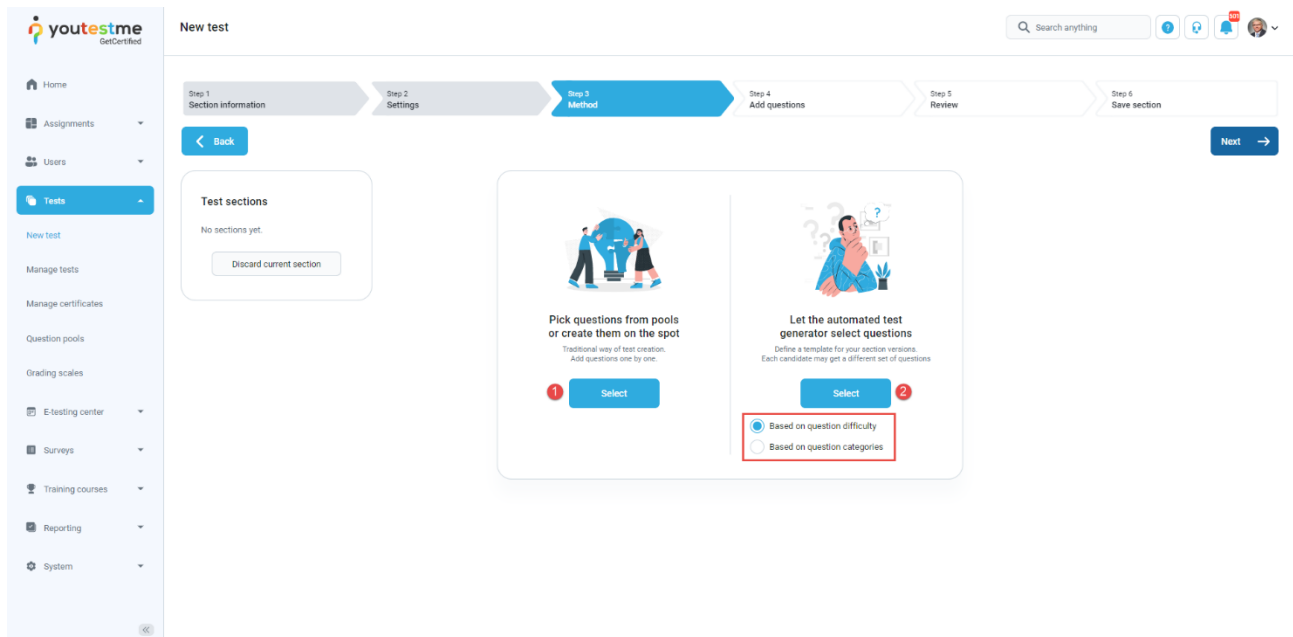 youtestme
GetCertified
New test
Search anything
?
501
Home
Assignments
Users
Tests
New test
Manage tests
Manage certificates
Question pools
Grading scales
E-testing center
Surveys
Training courses
Reporting
System
Step 1
Section information
Step 2
Settings
Step 3
Method
Step 4
Add questions
Step 5
Review
Step 6
Save section
Back
Next
Test sections
No sections yet.
Discard current section
Pick questions from pools
or create them on the spot
Traditional way of test creation.
Add questions one by one.
1
Select
? ? ? ? ?
Let the automated test
generator select questions
Define a template for your section versions.
Each candidate may get a different set of questions
Select
2
Based on question difficulty
Based on question categories